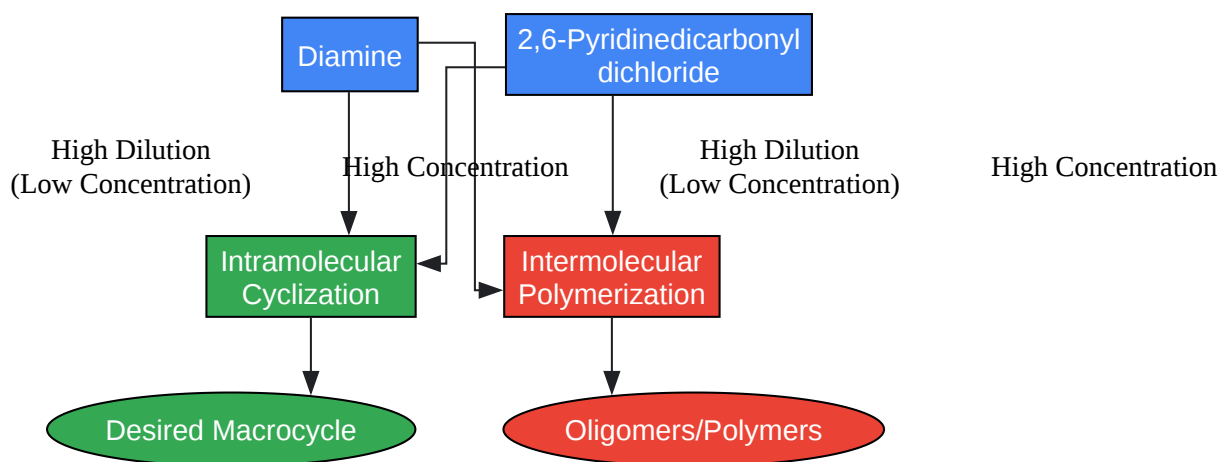 Diamine
2,6-Pyridinedicarbonyl
dichloride
High Dilution
(Low Concentration)
High Concentration
High Dilution
(Low Concentration)
High Concentration
Intramolecular
Cyclization
Intermolecular
Polymerization
Desired Macrocycle
Oligomers/Polymers